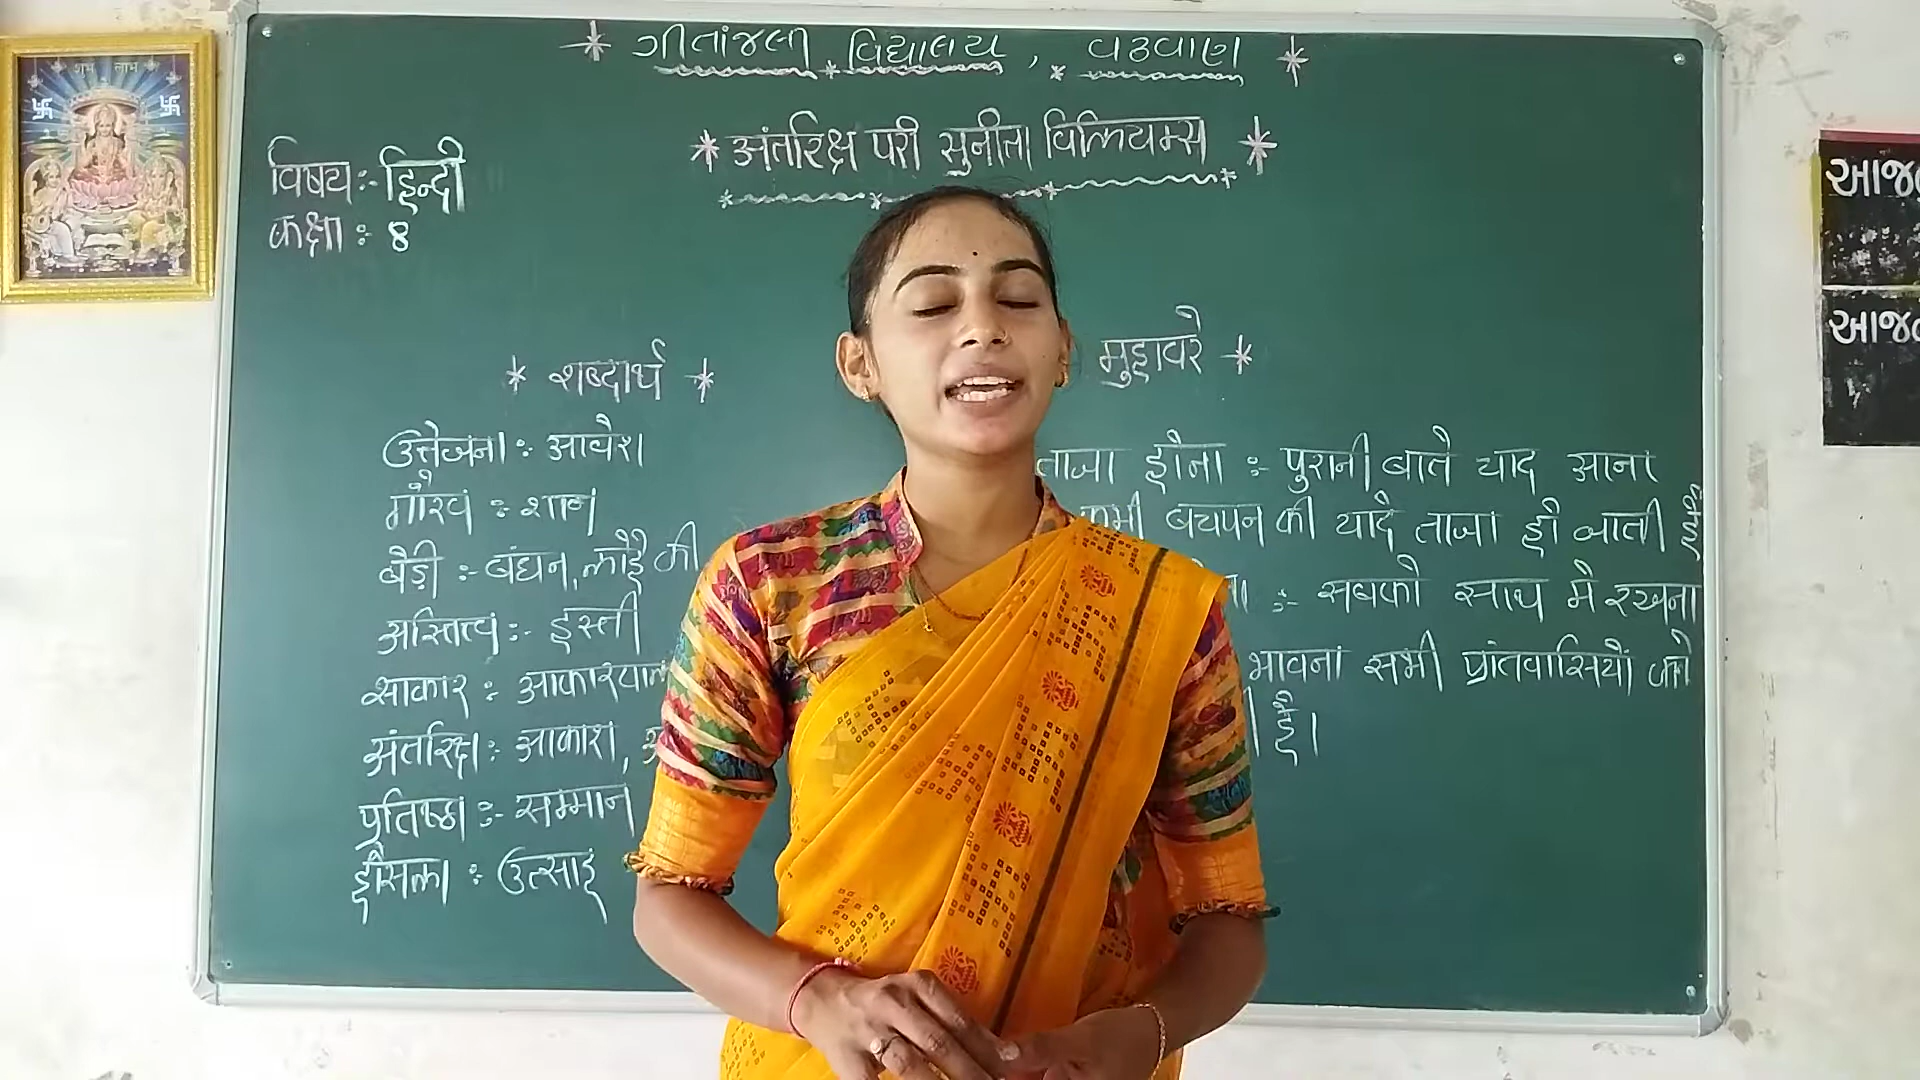 * ગીતાંજલી વિદ્યાલય, વઢવાણ *
* अंतरिक्ष परी सुनीता विलियम्स *
विषय :- हिन्दी
कक्षा : 8
* शब्दार्थ *
उत्तेजना : आवेश
गौरव : शान
बेड़ी :- बंधन, लोहे की
अस्तित्व :- हस्ती
साकार : आकारवान
अंतरिक्ष : आकाश,
प्रतिष्ठा :- सम्मान
हौसला : उत्साह
मुहावरे *
ताजा होना :- पुरानी बाते याद आना
कभी बचपन की यादे ताजा हो जाती हैं
:- सबको साथ मे रखना
भावना सभी प्रांतवासियों को
है।
શુભ લાભ
આજ
આજ